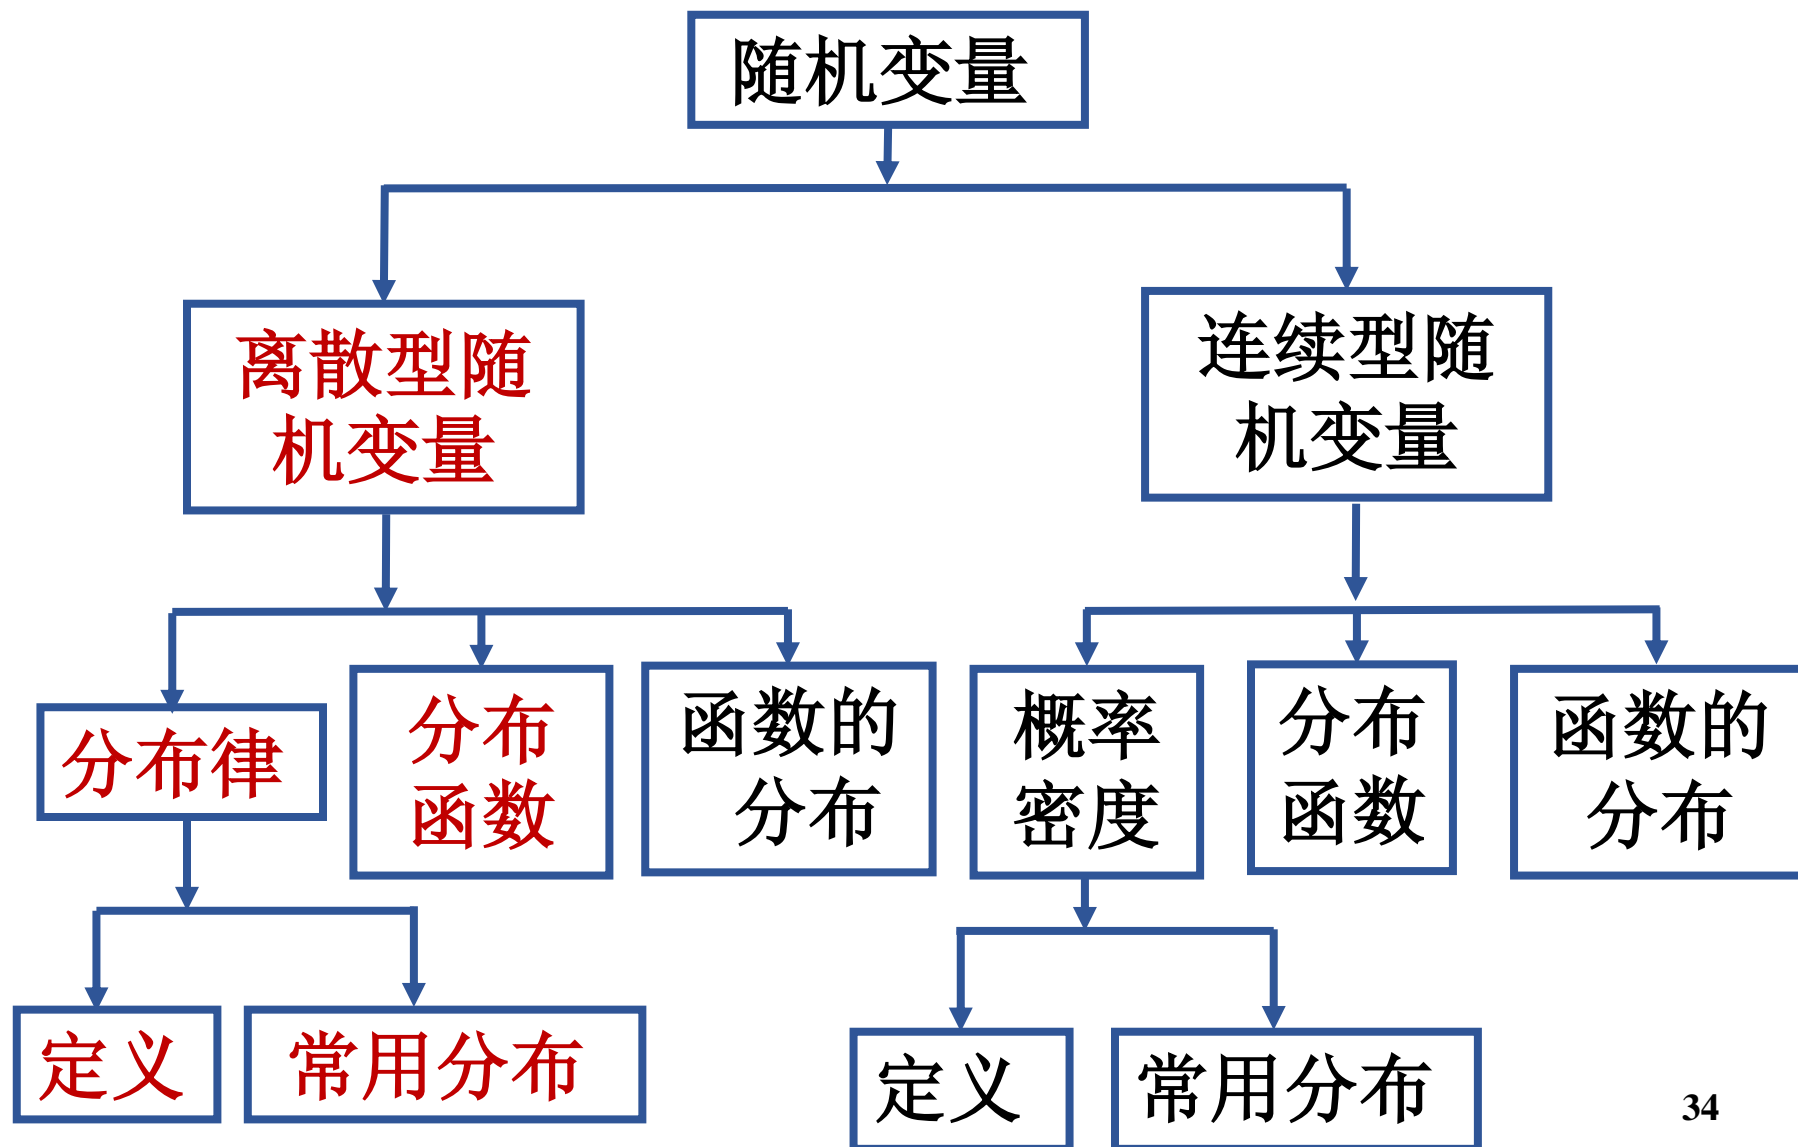 随机变量
离散型随
机变量
连续型随
机变量
分布律
分布
函数
函数的
分布
概率
密度
分布
函数
函数的
分布
定义
常用分布
定义
常用分布
34